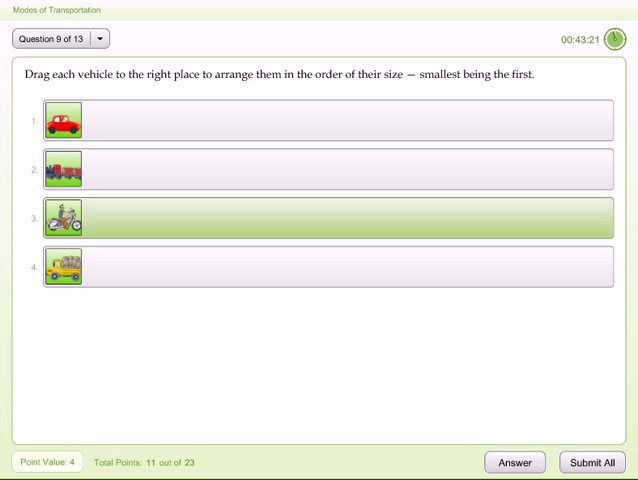 Modes of Transportation
Question 9 of 13
00:43:21
Drag each vehicle to the right place to arrange them in the order of their size — smallest being the first.
1.
2.
3.
4.
Point Value: 4
Total Points: 11 out of 23
Answer
Submit All